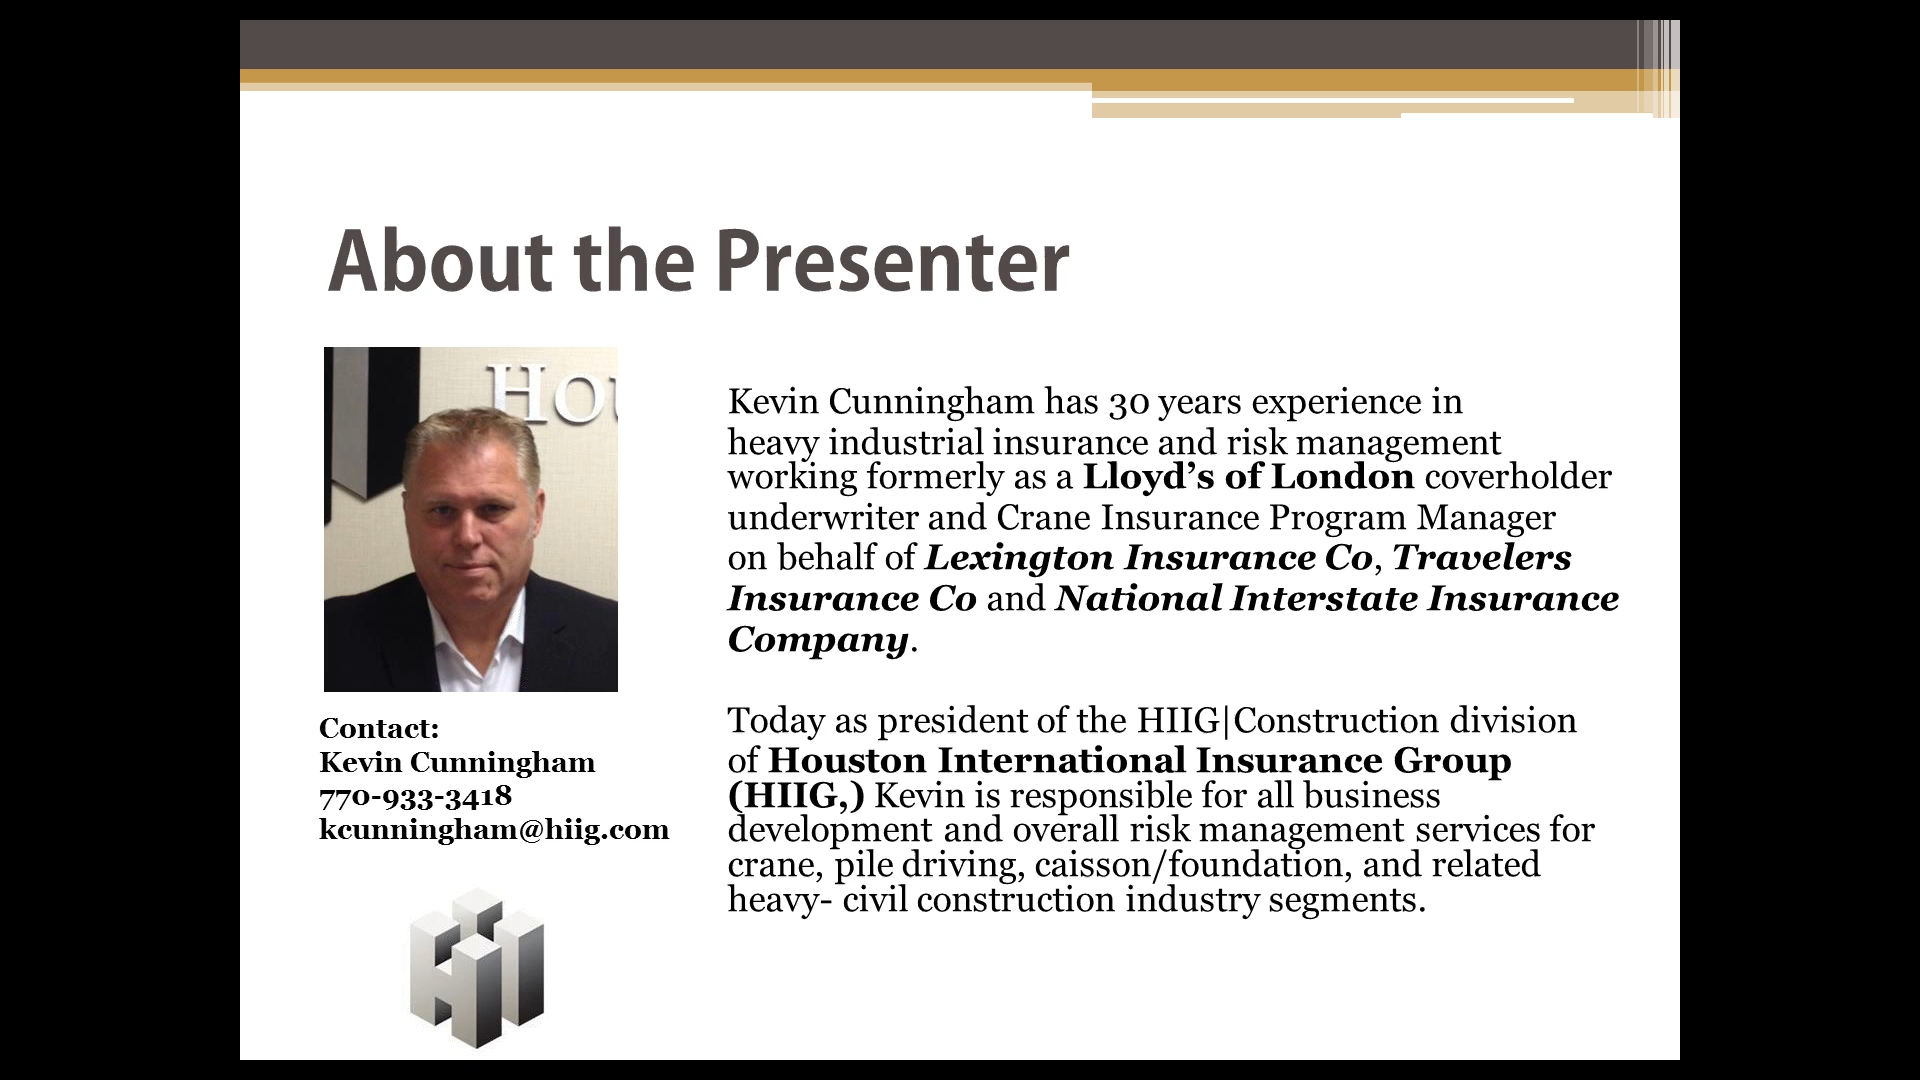 About the Presenter
HOU
Kevin Cunningham has 30 years experience in
heavy industrial insurance and risk management
working formerly as a Lloyd’s of London coverholder
underwriter and Crane Insurance Program Manager
on behalf of Lexington Insurance Co, Travelers
Insurance Co and National Interstate Insurance
Company.
Today as president of the HIIG|Construction division
of Houston International Insurance Group
(HIIG,) Kevin is responsible for all business
development and overall risk management services for
crane, pile driving, caisson/foundation, and related
heavy- civil construction industry segments.
Contact:
Kevin Cunningham
770-933-3418
kcunningham@hiig.com